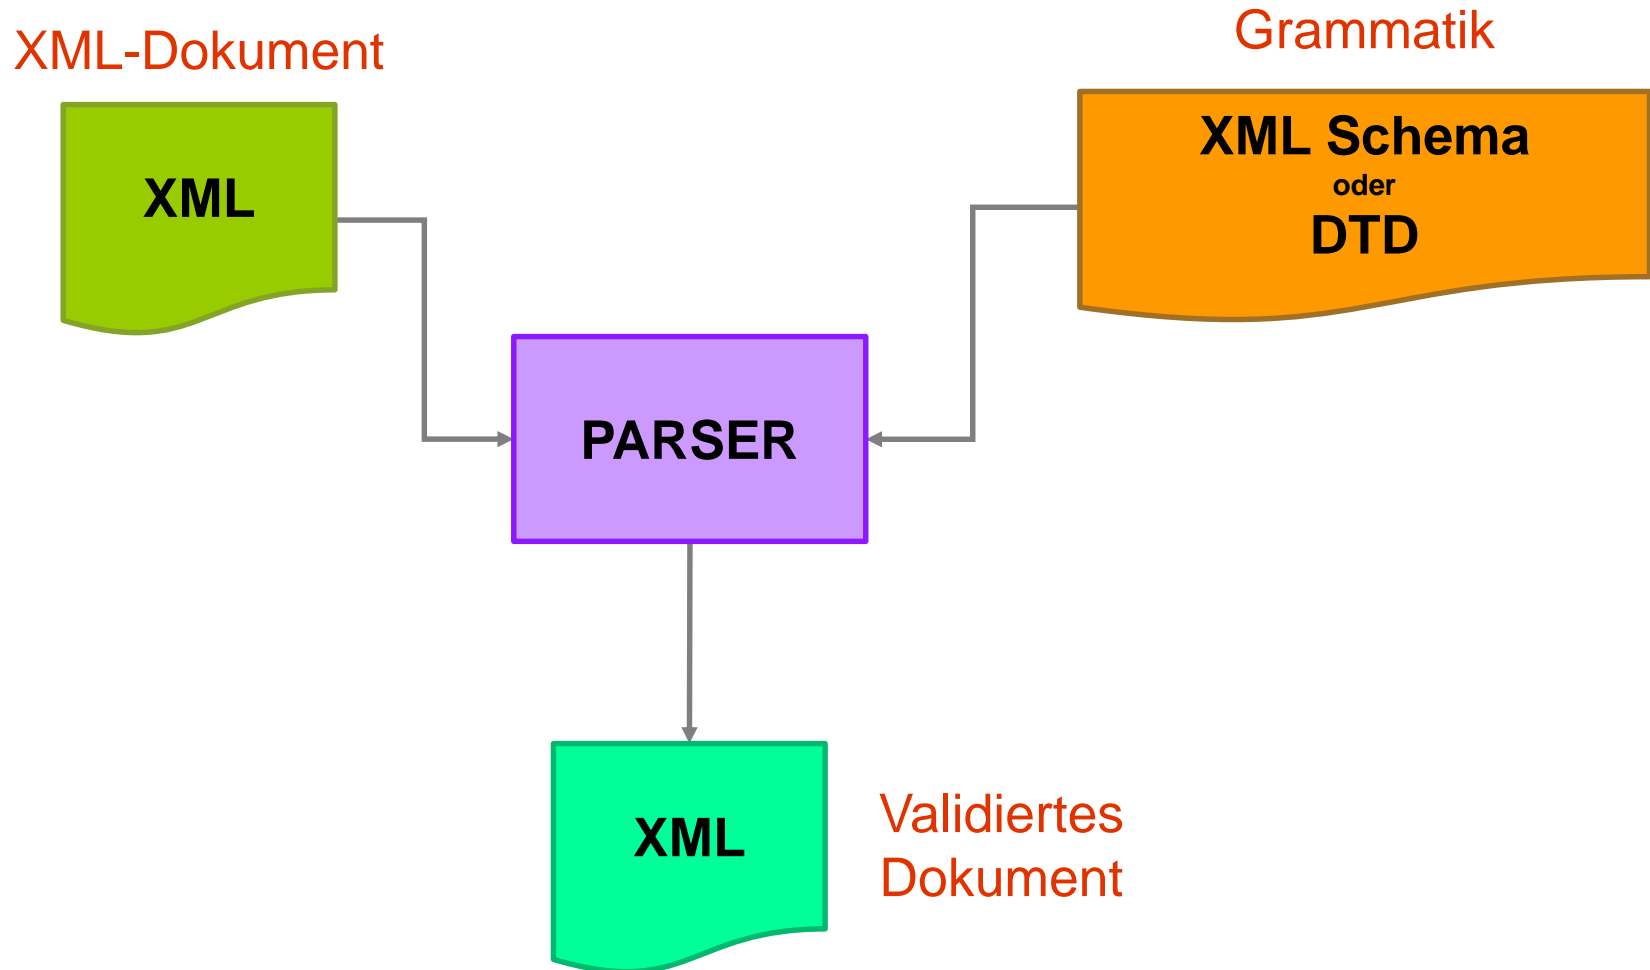 XML-Dokument
Grammatik
XML
XML Schema
oder
DTD
PARSER
XML
Validiertes
Dokument